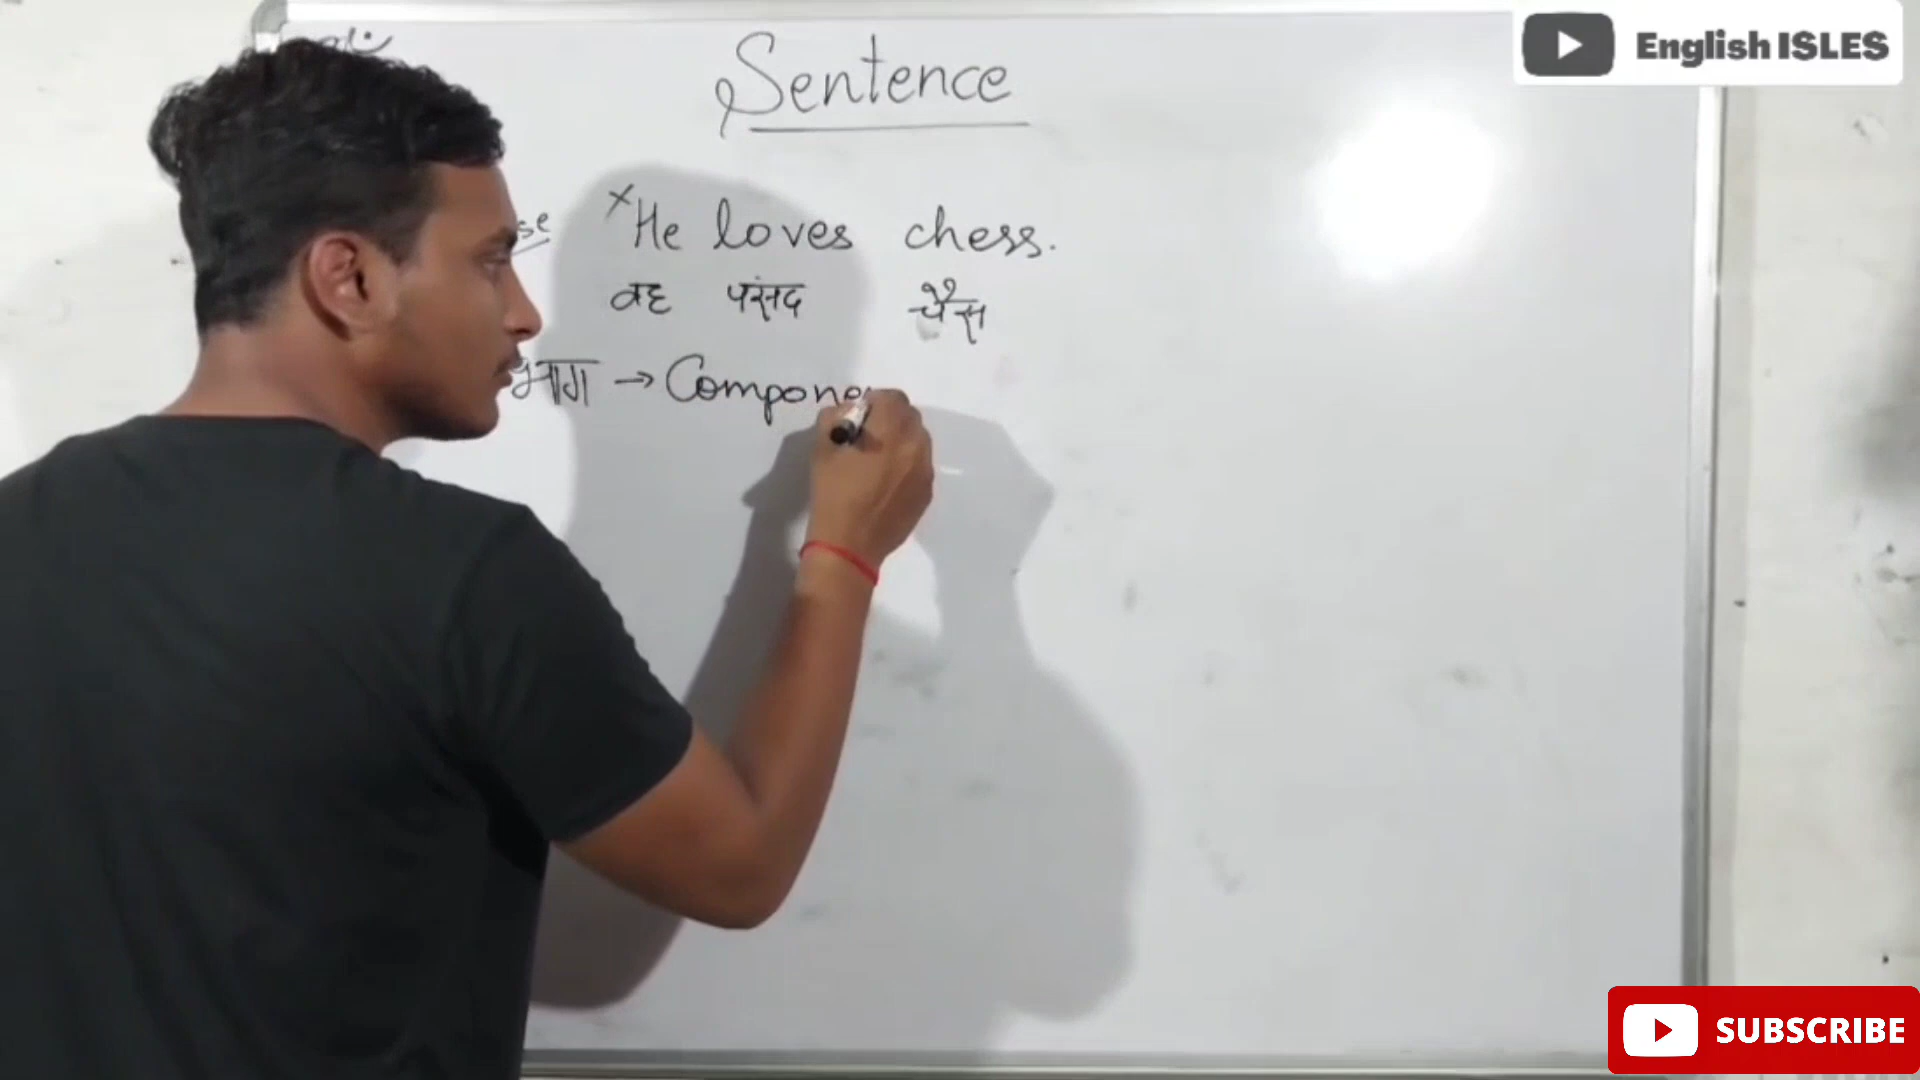 English ISLES
Sentence
He loves chess.
वह पसंद चैस
भाग → Compone
SUBSCRIBE